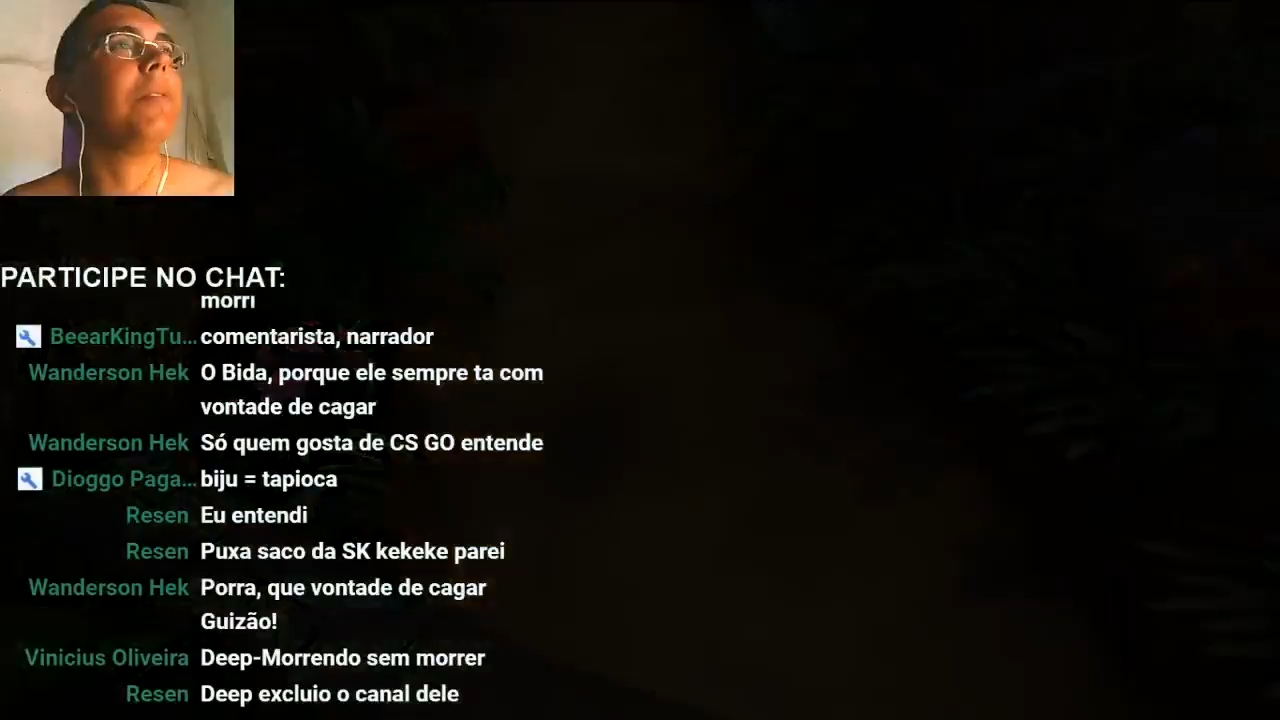 PARTICIPE NO CHAT:
morri
BeearKingTu... comentarista, narrador
Wanderson Hek O Bida, porque ele sempre ta com
vontade de cagar
Wanderson Hek Só quem gosta de CS GO entende
Dioggo Paga... biju = tapioca
Resen Eu entendi
Resen Puxa saco da SK kekeke parei
Wanderson Hek Porra, que vontade de cagar
Guizão!
Vinicius Oliveira Deep-Morrendo sem morrer
Resen Deep excluio o canal dele